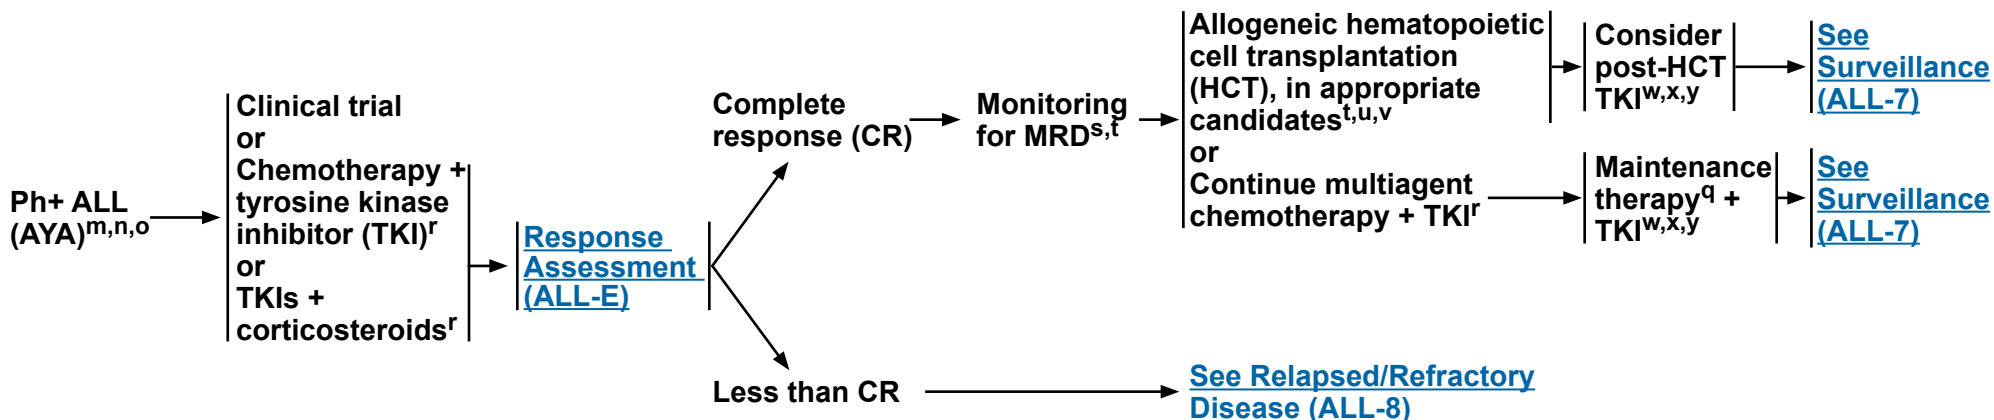 Ph+ ALL
(AYA)m,n,o
Clinical trial
or
Chemotherapy +
tyrosine kinase
inhibitor (TKI)r
or
TKIs +
corticosteroidsr
Response
Assessment
(ALL-E)
Complete
response (CR)
Monitoring
for MRDs,t
Allogeneic hematopoietic
cell transplantation
(HCT), in appropriate
candidatest,u,v
or
Continue multiagent
chemotherapy + TKIr
Consider
post-HCT
TKIw,x,y
See
Surveillance
(ALL-7)
Maintenance
therapyq +
TKIw,x,y
See
Surveillance
(ALL-7)
Less than CR
See Relapsed/Refractory
Disease (ALL-8)